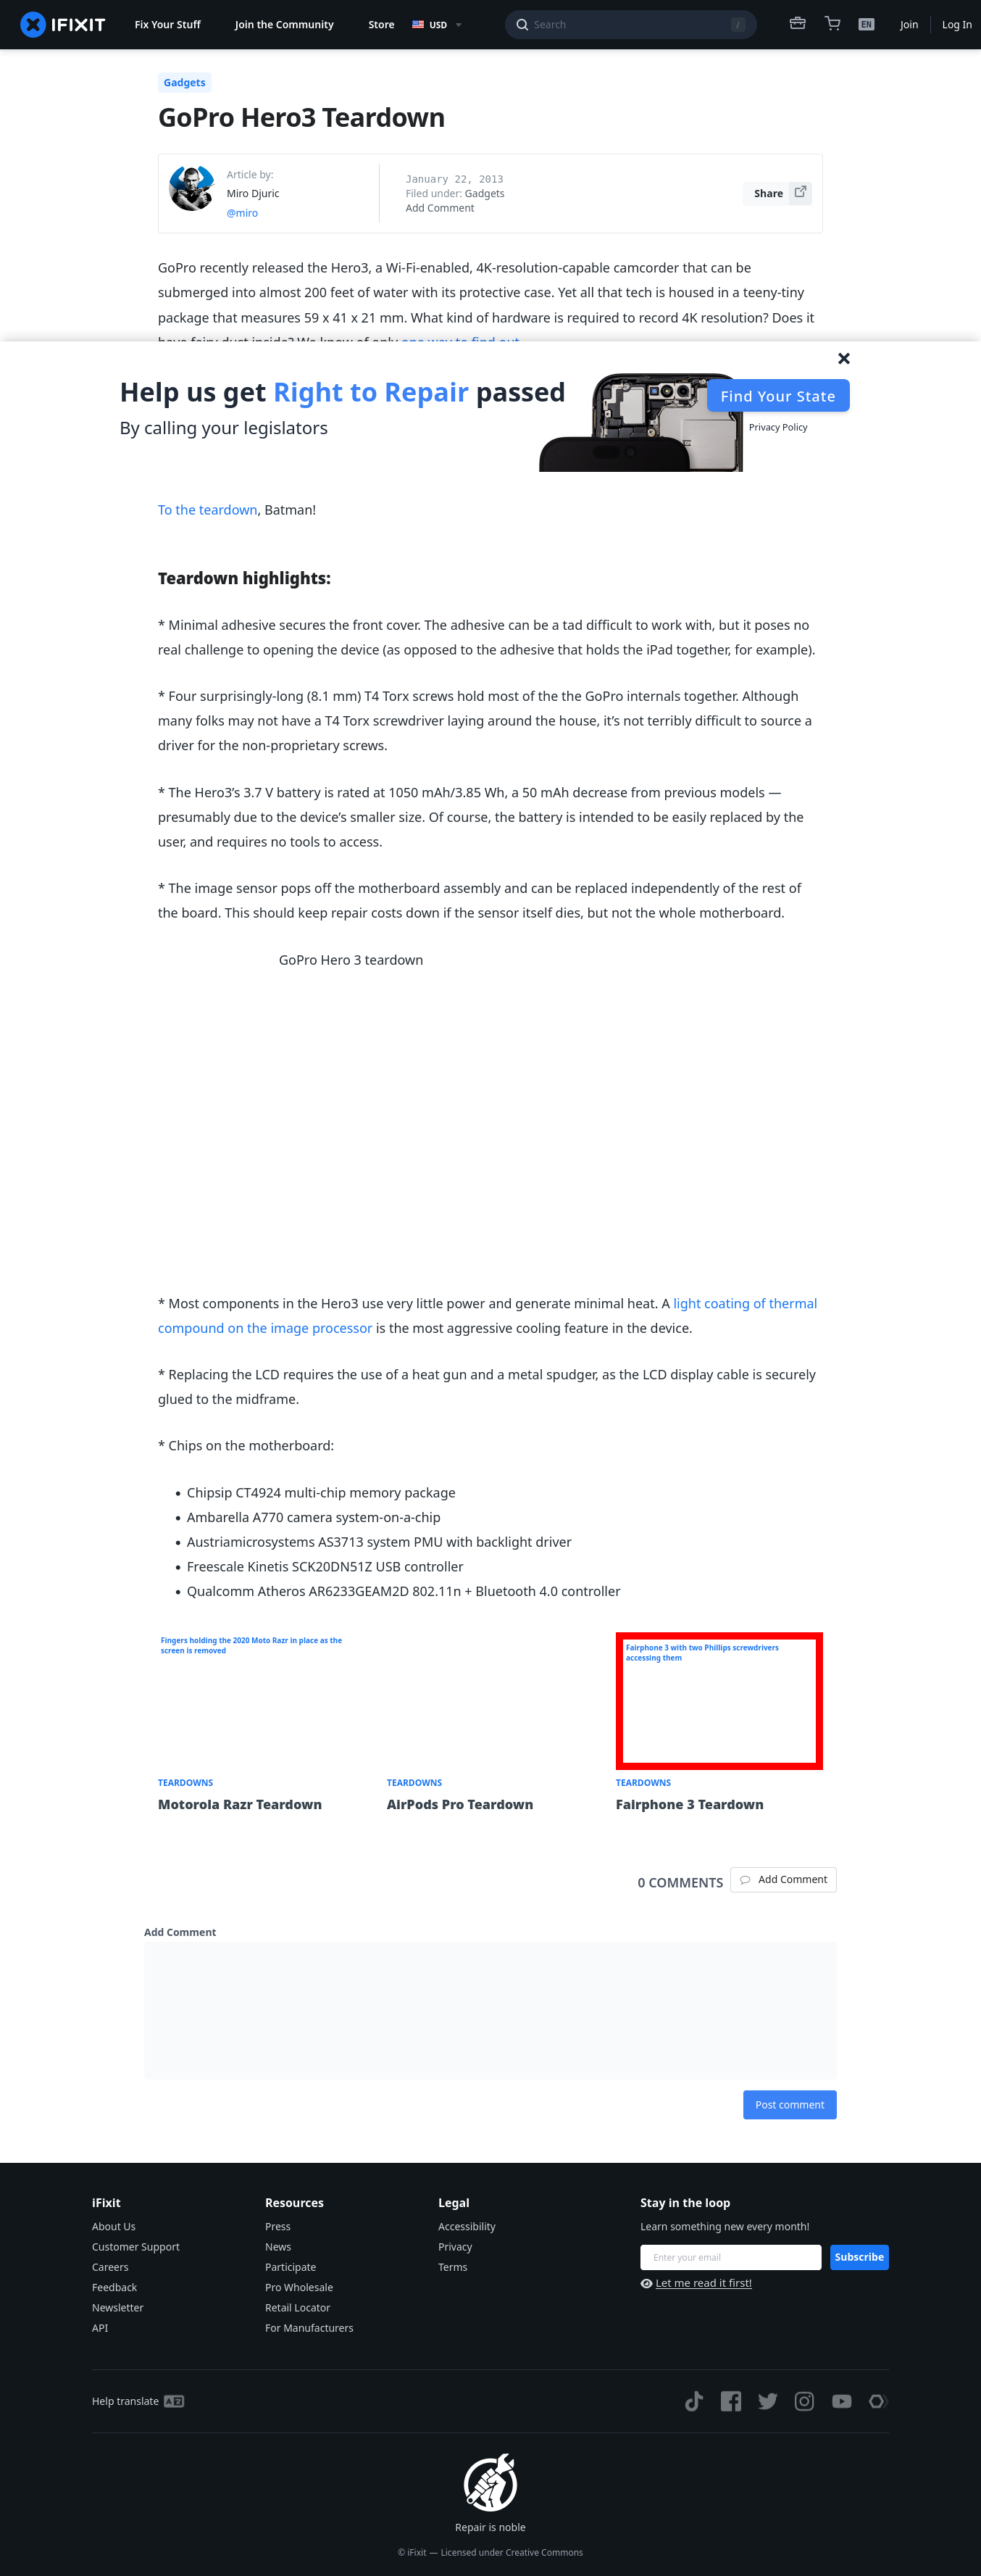 IFIXIT
Fix Your Stuff
Join the Community
Store
USD
Search
/
EN
Join
Log In
Gadgets
GoPro Hero3 Teardown
Article by:
Miro Djuric
@miro
January 22, 2013
Filed under: Gadgets
Add Comment
Share
GoPro recently released the Hero3, a Wi-Fi-enabled, 4K-resolution-capable camcorder that can be
submerged into almost 200 feet of water with its protective case. Yet all that tech is housed in a teeny-tiny
package that measures 59 x 41 x 21 mm. What kind of hardware is required to record 4K resolution? Does it
have fairy dust inside? We know of only one way to find out
Help us get Right to Repair passed
By calling your legislators
Find Your State
Privacy Policy
To the teardown, Batman!
Teardown highlights:
* Minimal adhesive secures the front cover. The adhesive can be a tad difficult to work with, but it poses no
real challenge to opening the device (as opposed to the adhesive that holds the iPad together, for example).
* Four surprisingly-long (8.1 mm) T4 Torx screws hold most of the the GoPro internals together. Although
many folks may not have a T4 Torx screwdriver laying around the house, it’s not terribly difficult to source a
driver for the non-proprietary screws.
* The Hero3’s 3.7 V battery is rated at 1050 mAh/3.85 Wh, a 50 mAh decrease from previous models —
presumably due to the device’s smaller size. Of course, the battery is intended to be easily replaced by the
user, and requires no tools to access.
* The image sensor pops off the motherboard assembly and can be replaced independently of the rest of
the board. This should keep repair costs down if the sensor itself dies, but not the whole motherboard.
GoPro Hero 3 teardown
* Most components in the Hero3 use very little power and generate minimal heat. A light coating of thermal
compound on the image processor is the most aggressive cooling feature in the device.
* Replacing the LCD requires the use of a heat gun and a metal spudger, as the LCD display cable is securely
glued to the midframe.
* Chips on the motherboard:
• Chipsip CT4924 multi-chip memory package
• Ambarella A770 camera system-on-a-chip
• Austriamicrosystems AS3713 system PMU with backlight driver
• Freescale Kinetis SCK20DN51Z USB controller
• Qualcomm Atheros AR6233GEAM2D 802.11n + Bluetooth 4.0 controller
Fingers holding the 2020 Moto Razr in place as the
screen is removed
TEARDOWNS
Motorola Razr Teardown
TEARDOWNS
AirPods Pro Teardown
Fairphone 3 with two Phillips screwdrivers
accessing them
TEARDOWNS
Fairphone 3 Teardown
0 COMMENTS
Add Comment
Add Comment
Post comment
iFixit
About Us
Customer Support
Careers
Feedback
Newsletter
API
Resources
Press
News
Participate
Pro Wholesale
Retail Locator
For Manufacturers
Legal
Accessibility
Privacy
Terms
Stay in the loop
Learn something new every month!
Enter your email
Subscribe
Let me read it first!
Help translate
Repair is noble
© iFixit — Licensed under Creative Commons